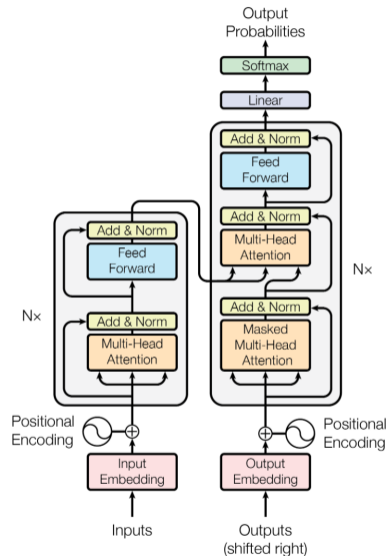 Output
Probabilities
Softmax
Linear
Add & Norm
Feed
Forward
Add & Norm
Multi-Head
Attention
Add & Norm
Masked
Multi-Head
Attention
Nx
Positional
Encoding
Output
Embedding
Outputs
(shifted right)
Add & Norm
Feed
Forward
Add & Norm
Multi-Head
Attention
Nx
Positional
Encoding
Input
Embedding
Inputs